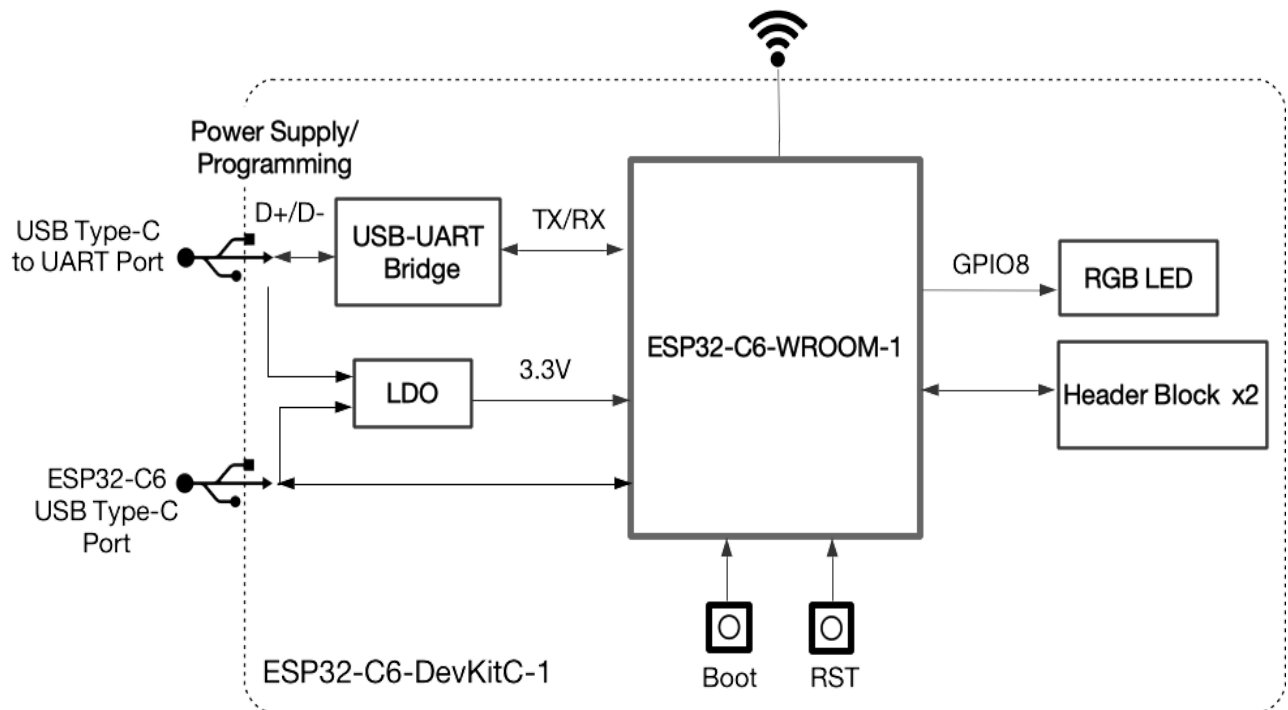 Power Supply/
Programming
USB Type-C
to UART Port
D+/D-
USB-UART
Bridge
TX/RX
ESP32-C6-WROOM-1
GPIO8
RGB LED
LDO
3.3V
Header Block x2
ESP32-C6
USB Type-C
Port
Boot
RST
ESP32-C6-DevKitC-1